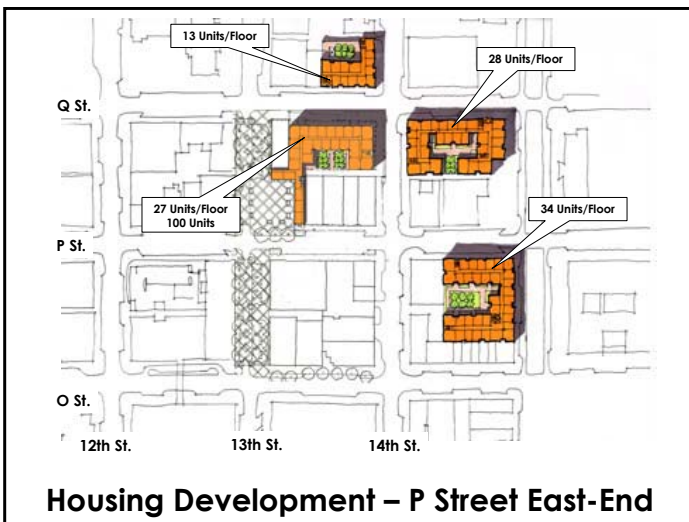 13 Units/Floor
28 Units/Floor
Q St.
27 Units/Floor
100 Units
34 Units/Floor
P St.
O St.
12th St.
13th St.
14th St.
Housing Development – P Street East-End